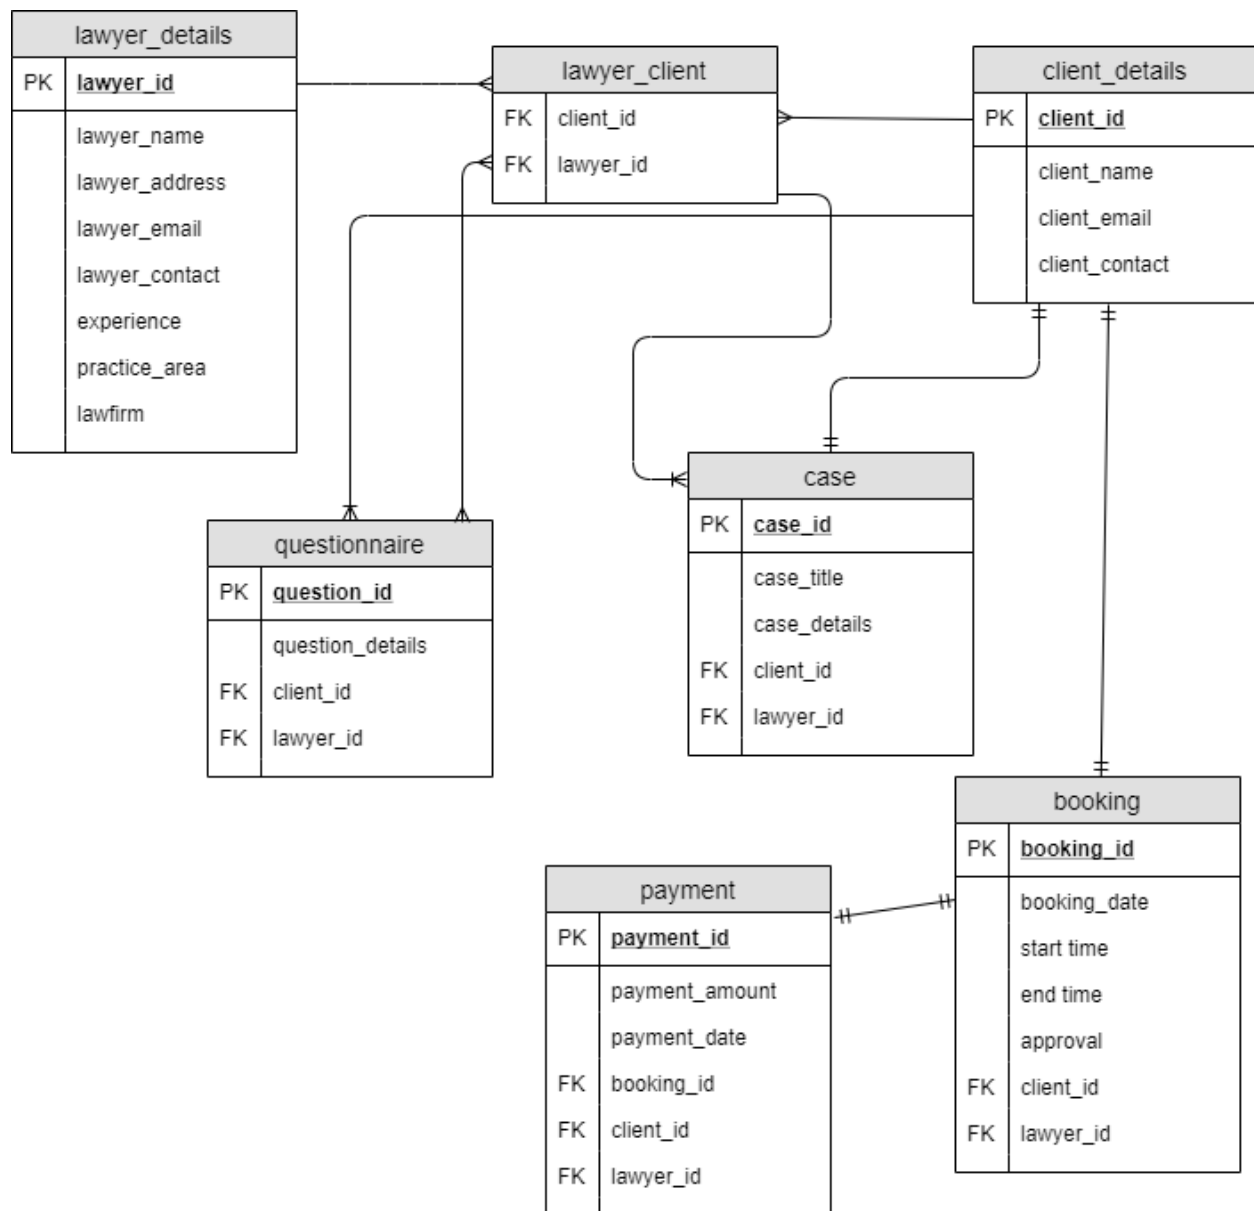 lawyer_details
PK lawyer_id
lawyer_name
lawyer_address
lawyer_email
lawyer_contact
experience
practice_area
lawfirm
lawyer_client
FK client_id
FK lawyer_id
client_details
PK client_id
client_name
client_email
client_contact
questionnaire
PK question_id
question_details
FK client_id
FK lawyer_id
case
PK case_id
case_title
case_details
FK client_id
FK lawyer_id
payment
PK payment_id
payment_amount
payment_date
FK booking_id
FK client_id
FK lawyer_id
booking
PK booking_id
booking_date
start time
end time
approval
FK client_id
FK lawyer_id